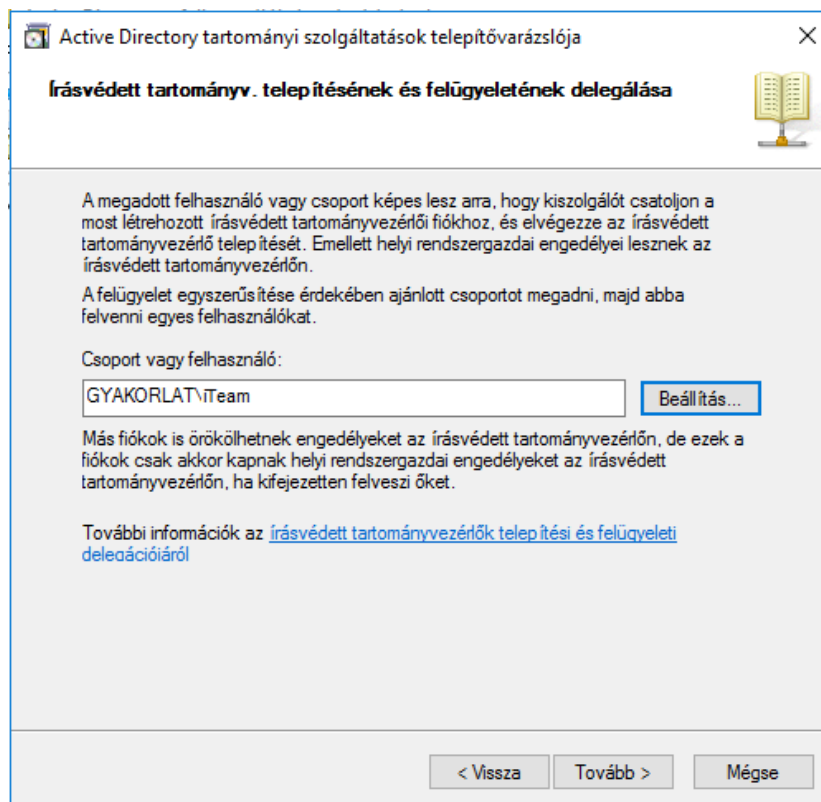 Active Directory tartományi szolgáltatások telepítővarázslója
Írásvédett tartományv. telepítésének és felügyeletének delegálása
A megadott felhasználó vagy csoport képes lesz arra, hogy kiszolgálót csatoljon a
most létrehozott írásvédett tartományvezérlői fiókhoz, és elvégezze az írásvédett
tartományvezérlő telepítését. Emellett helyi rendszergazdai engedélyei lesznek az
írásvédett tartományvezérlőn.
A felügyelet egyszerűsítése érdekében ajánlott csoportot megadni, majd abba
felvenni egyes felhasználókat.
Csoport vagy felhasználó:
GYAKORLAT\iTeam
Beállítás...
Más fiókok is örökölhetnek engedélyeket az írásvédett tartományvezérlőn, de ezek a
fiókok csak akkor kapnak helyi rendszergazdai engedélyeket az írásvédett
tartományvezérlőn, ha kifejezetten felveszi őket.
További információk az írásvédett tartományvezérlők telepítési és felügyeleti
delegációjáról
< Vissza Tovább > Mégse